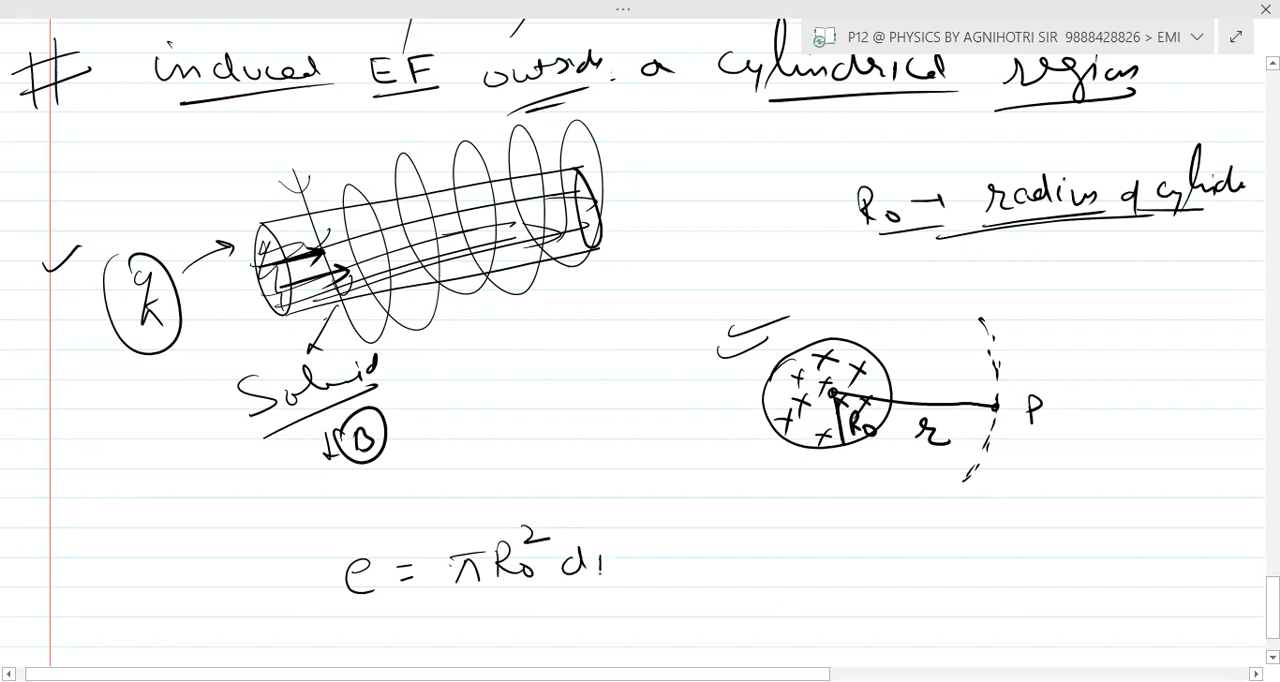 P12 @ PHYSICS BY AGNIHOTRI SIR 9888428826 > EMI
# induced EF outside a cylindrical region
R₀ → radius of cylinder
K
Solenoid
B
x x x x x x x x x x
R₀ r P
e = πR₀² d